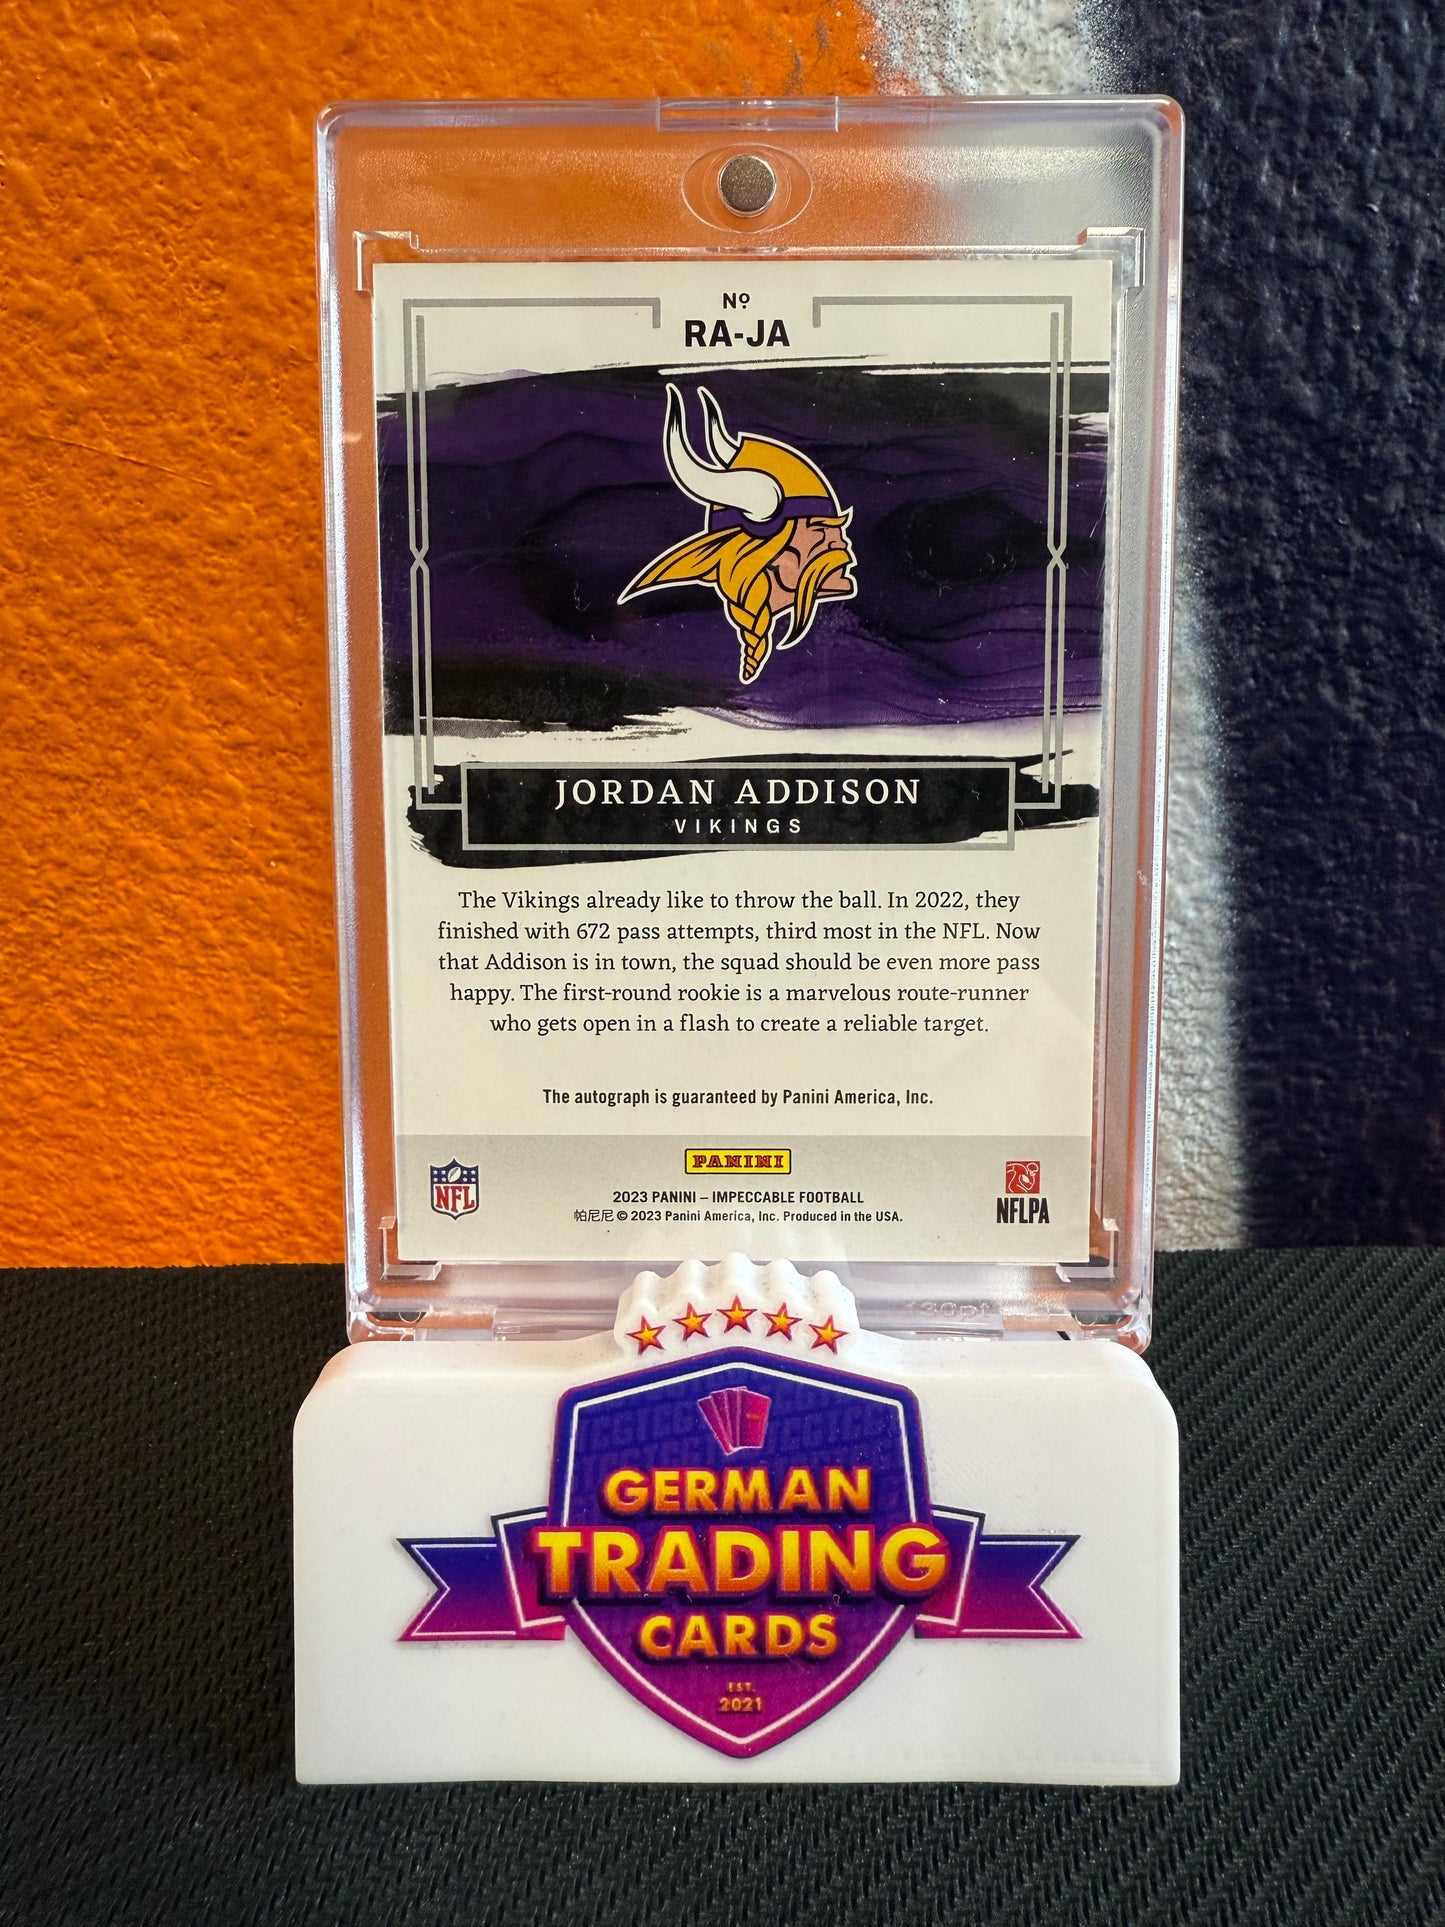 Nº
RA-JA
JORDAN ADDISON
VIKINGS
The Vikings already like to throw the ball. In 2022, they
finished with 672 pass attempts, third most in the NFL. Now
that Addison is in town, the squad should be even more pass
happy. The first-round rookie is a marvelous route-runner
who gets open in a flash to create a reliable target.
The autograph is guaranteed by Panini America, Inc.
PANINI
NFL
2023 PANINI – IMPECCABLE FOOTBALL
帕尼尼 © 2023 Panini America, Inc. Produced in the USA.
NFLPA
130pt
GERMAN
TRADING
CARDS
EST.
2021